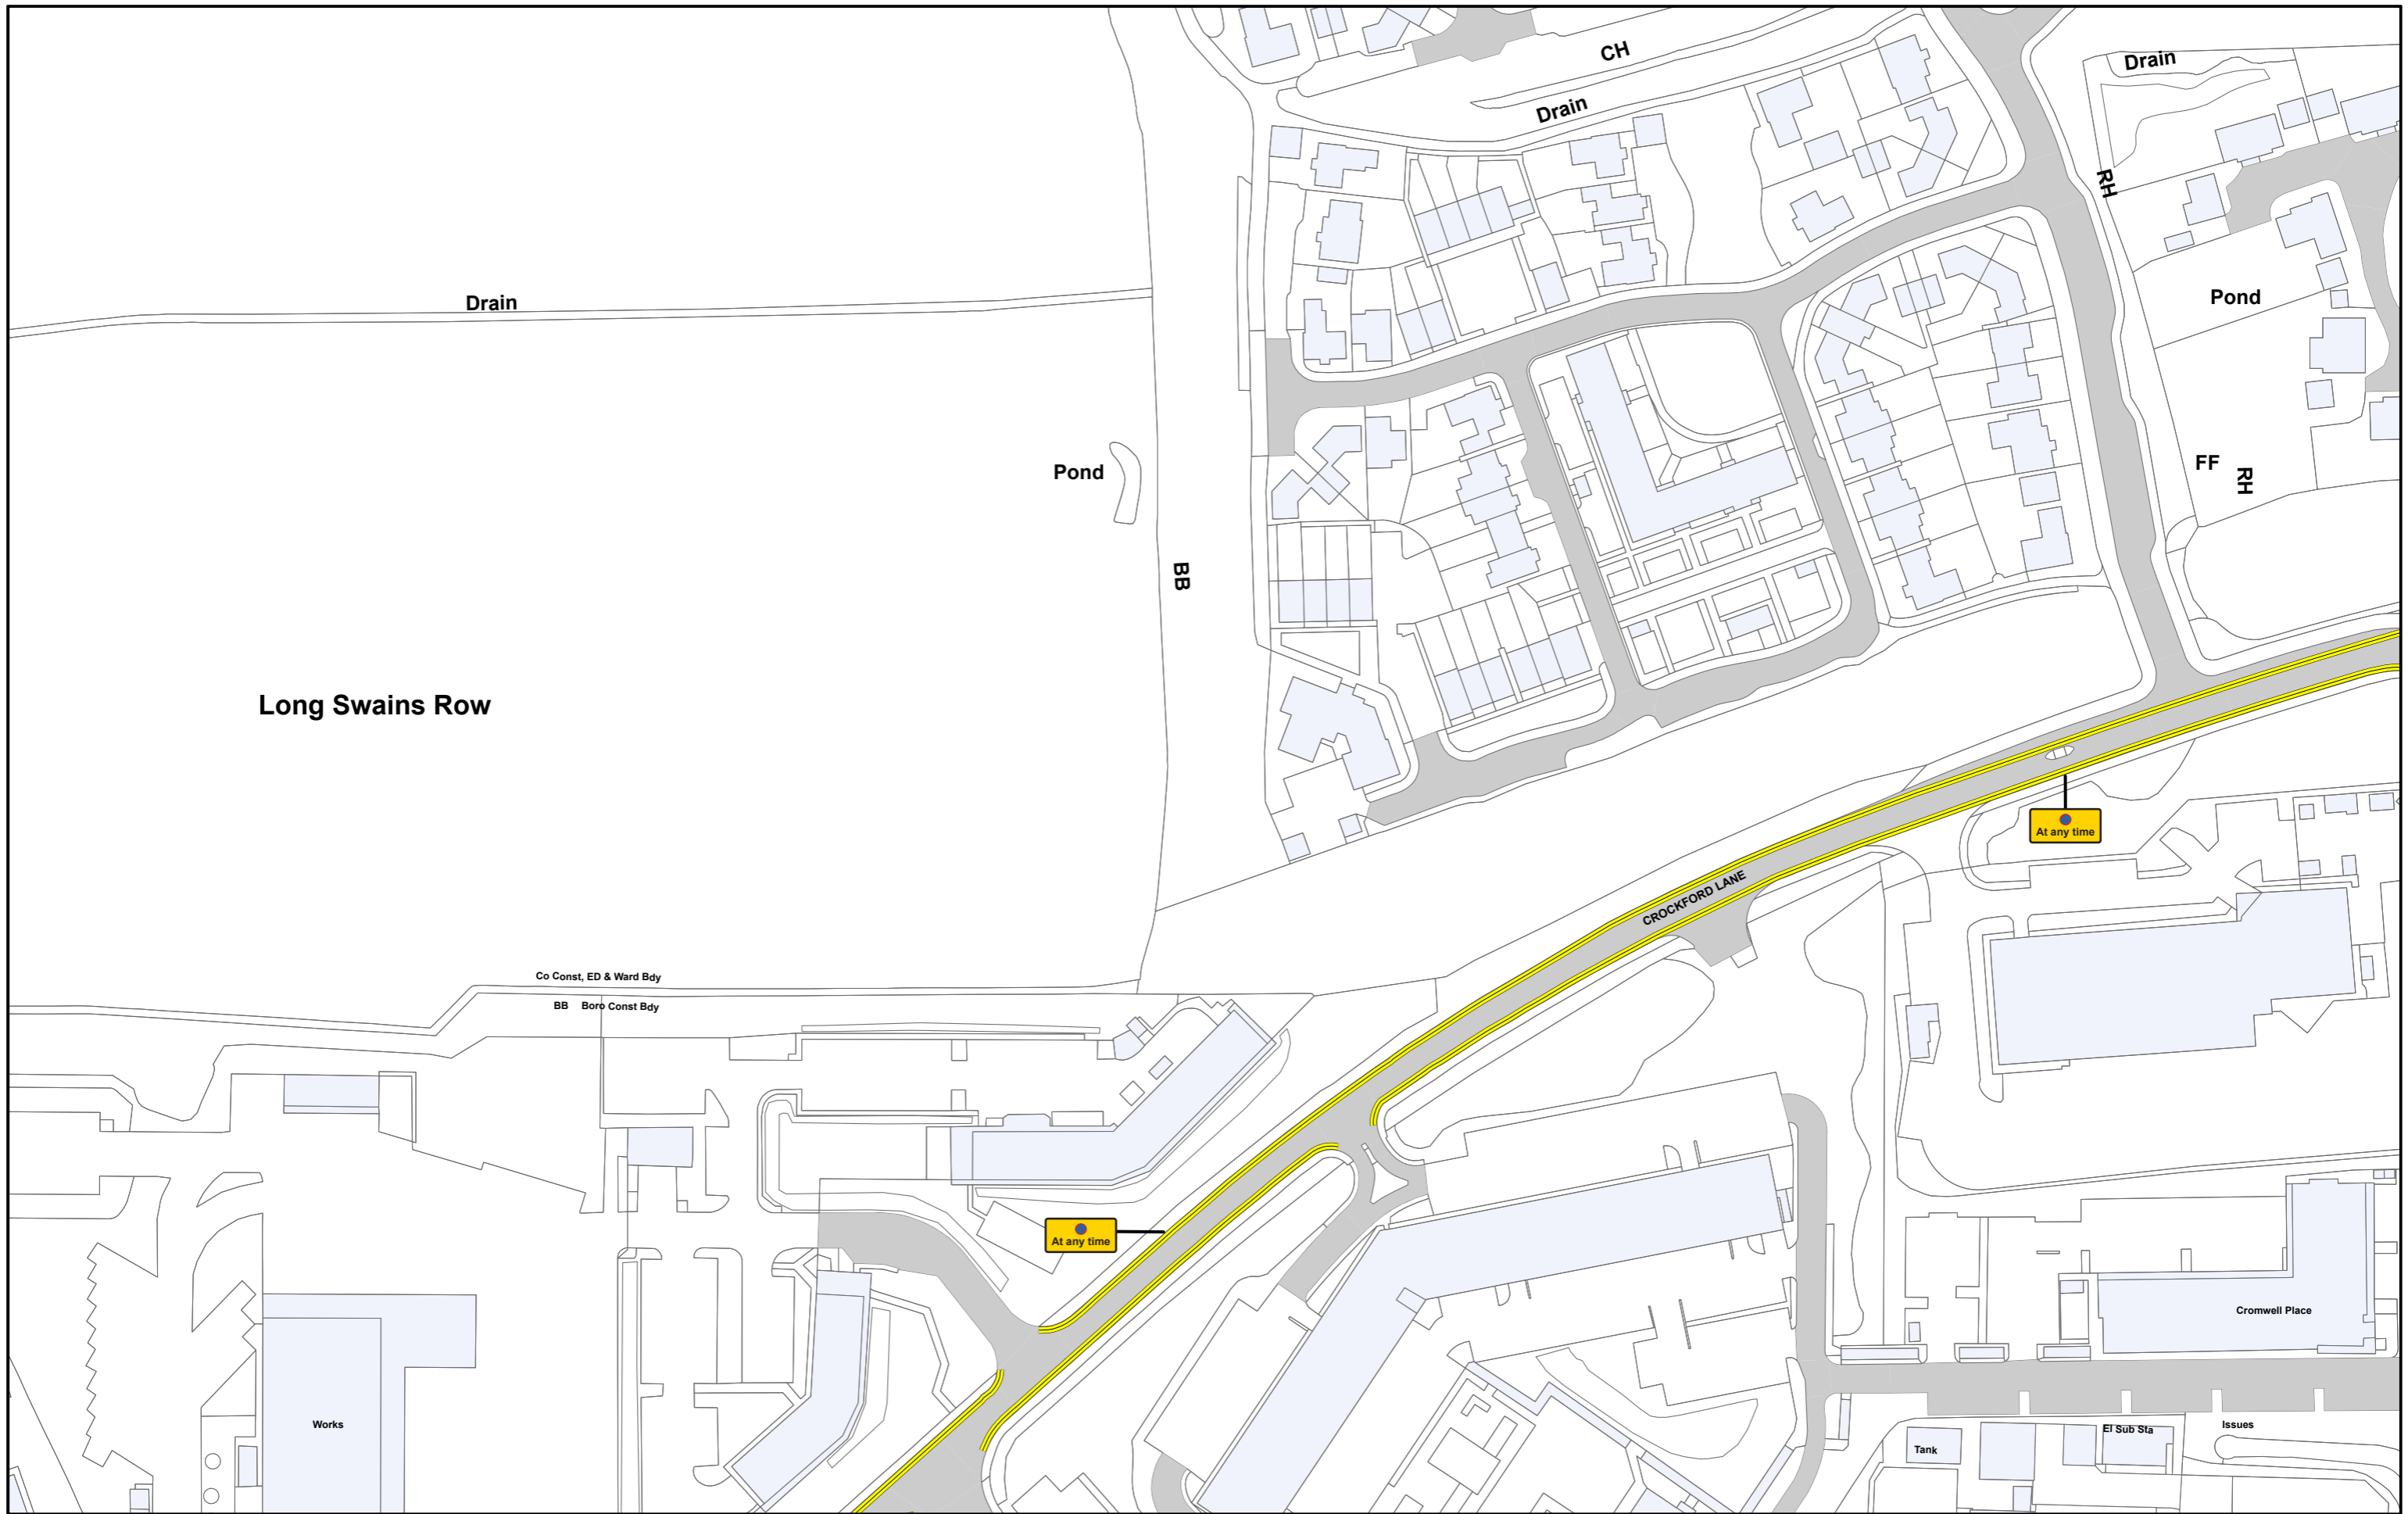 CH
Drain
Drain
RH
Drain
Pond
Pond
FF
RH
BB
Long Swains Row
At any time
CROCKFORD LANE
Co Const, ED & Ward Bdy
BB Boro Const Bdy
At any time
Cromwell Place
Works
Issues
El Sub Sta
Tank